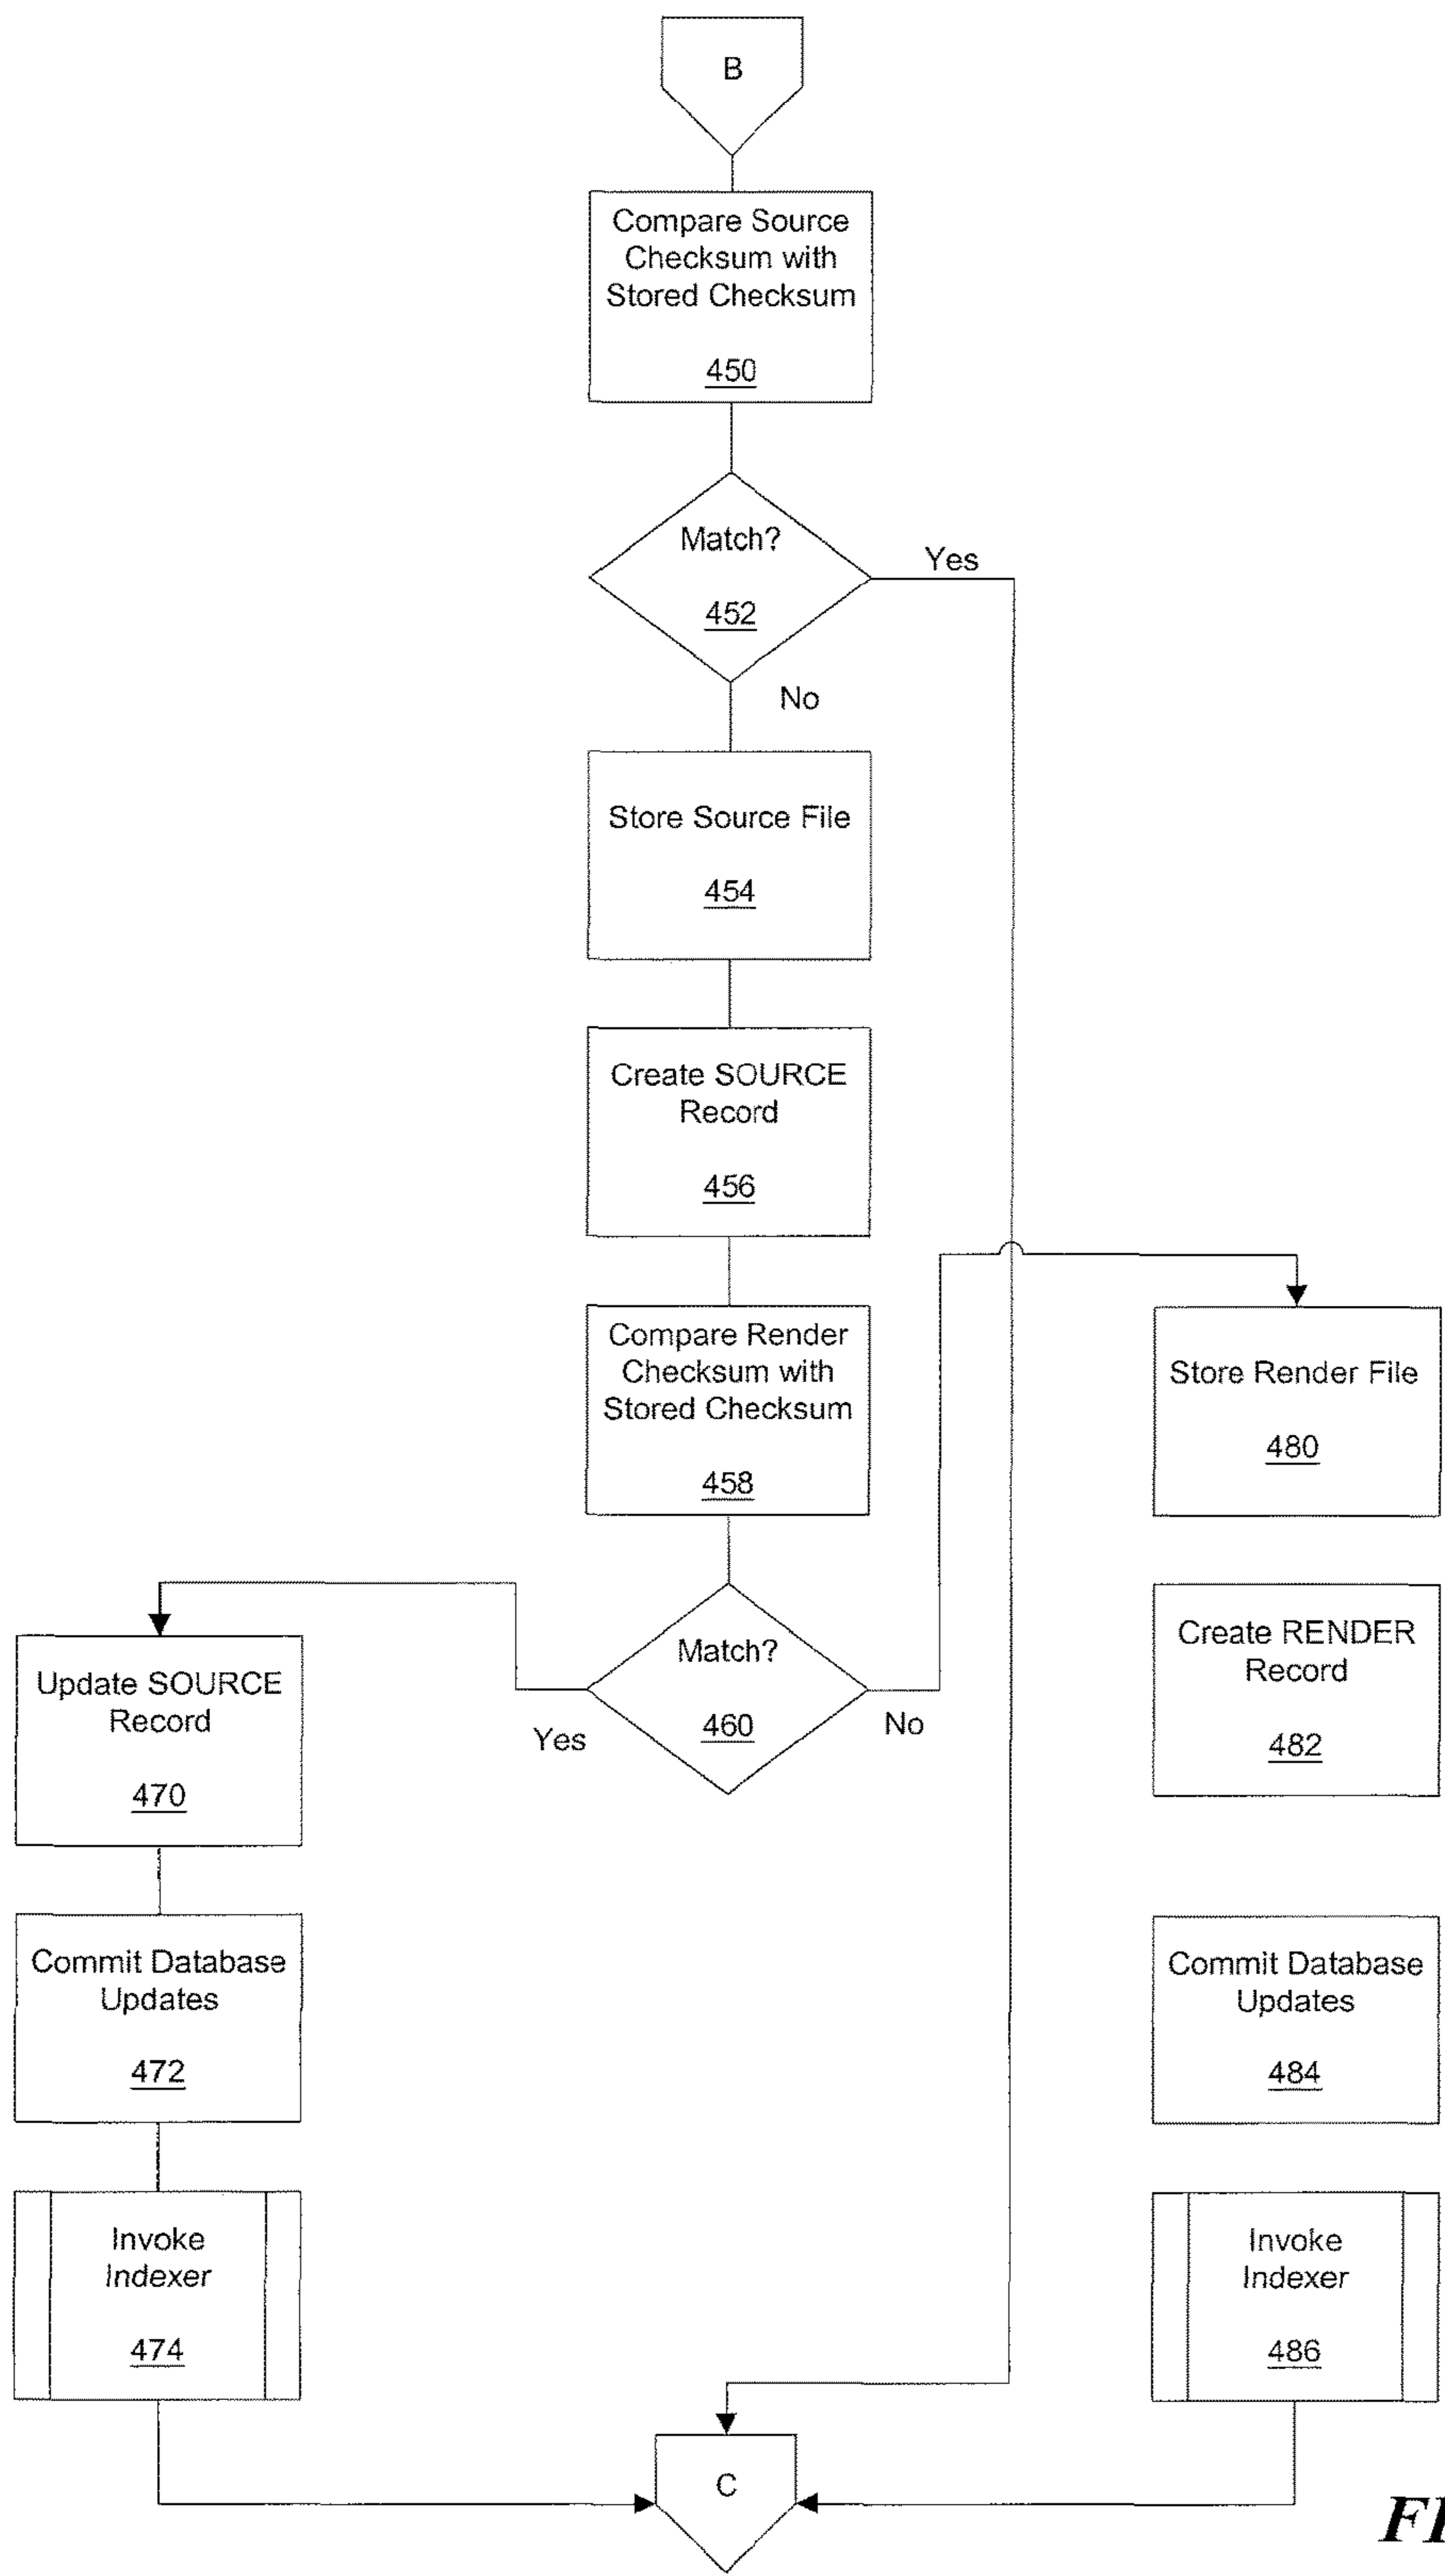 B
Compare Source
Checksum with
Stored Checksum
450
Match?
452
Yes
No
Store Source File
454
Create SOURCE
Record
456
Compare Render
Checksum with
Stored Checksum
458
Match?
460
Yes
No
Update SOURCE
Record
470
Commit Database
Updates
472
Invoke
Indexer
474
Store Render File
480
Create RENDER
Record
482
Commit Database
Updates
484
Invoke
Indexer
486
C